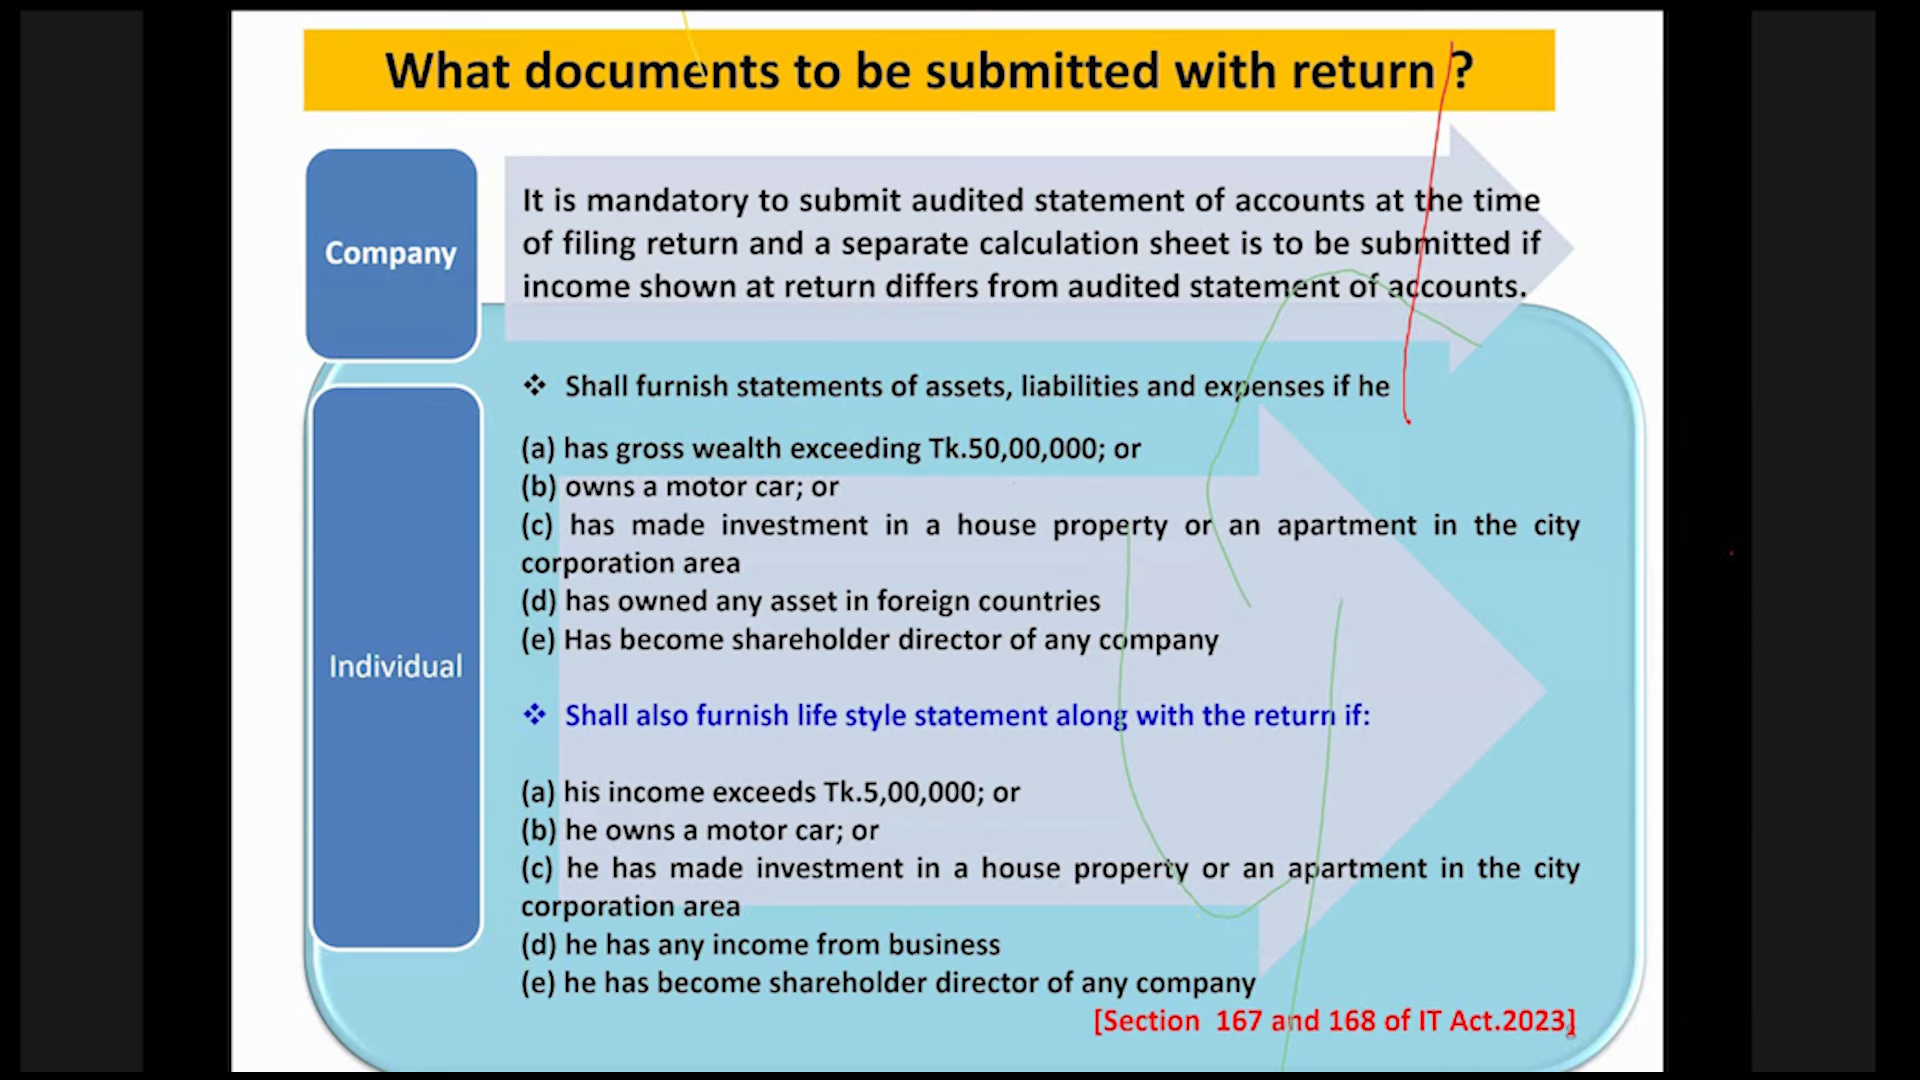 What documents to be submitted with return ?
Company
It is mandatory to submit audited statement of accounts at the time
of filing return and a separate calculation sheet is to be submitted if
income shown at return differs from audited statement of accounts.
Individual
❖ Shall furnish statements of assets, liabilities and expenses if he
(a) has gross wealth exceeding Tk.50,00,000; or
(b) owns a motor car; or
(c) has made investment in a house property or an apartment in the city
corporation area
(d) has owned any asset in foreign countries
(e) Has become shareholder director of any company
❖ Shall also furnish life style statement along with the return if:
(a) his income exceeds Tk.5,00,000; or
(b) he owns a motor car; or
(c) he has made investment in a house property or an apartment in the city
corporation area
(d) he has any income from business
(e) he has become shareholder director of any company
[Section 167 and 168 of IT Act.2023]